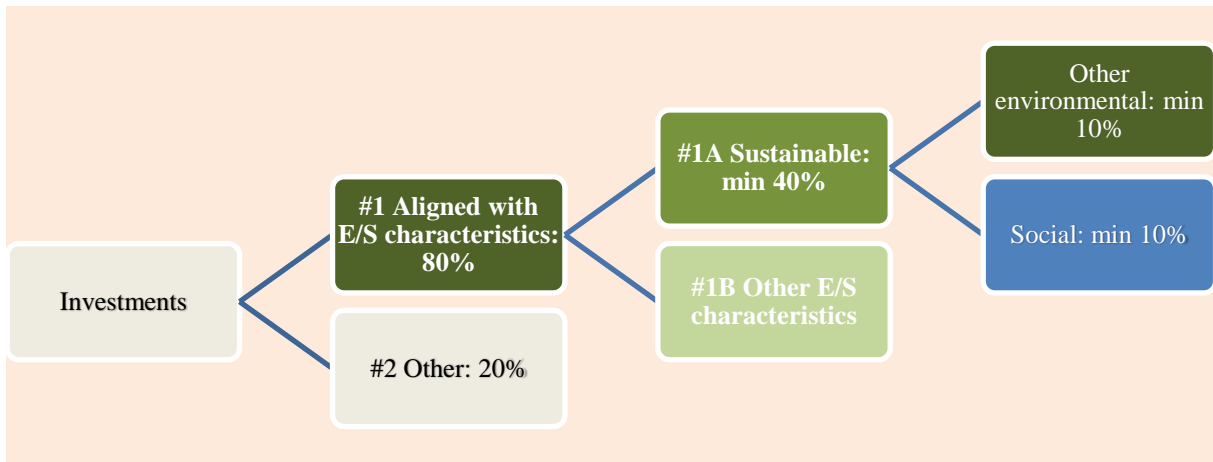 Investments
#1 Aligned with
E/S characteristics:
80%
#2 Other: 20%
#1A Sustainable:
min 40%
#1B Other E/S
characteristics
Other
environmental: min
10%
Social: min 10%